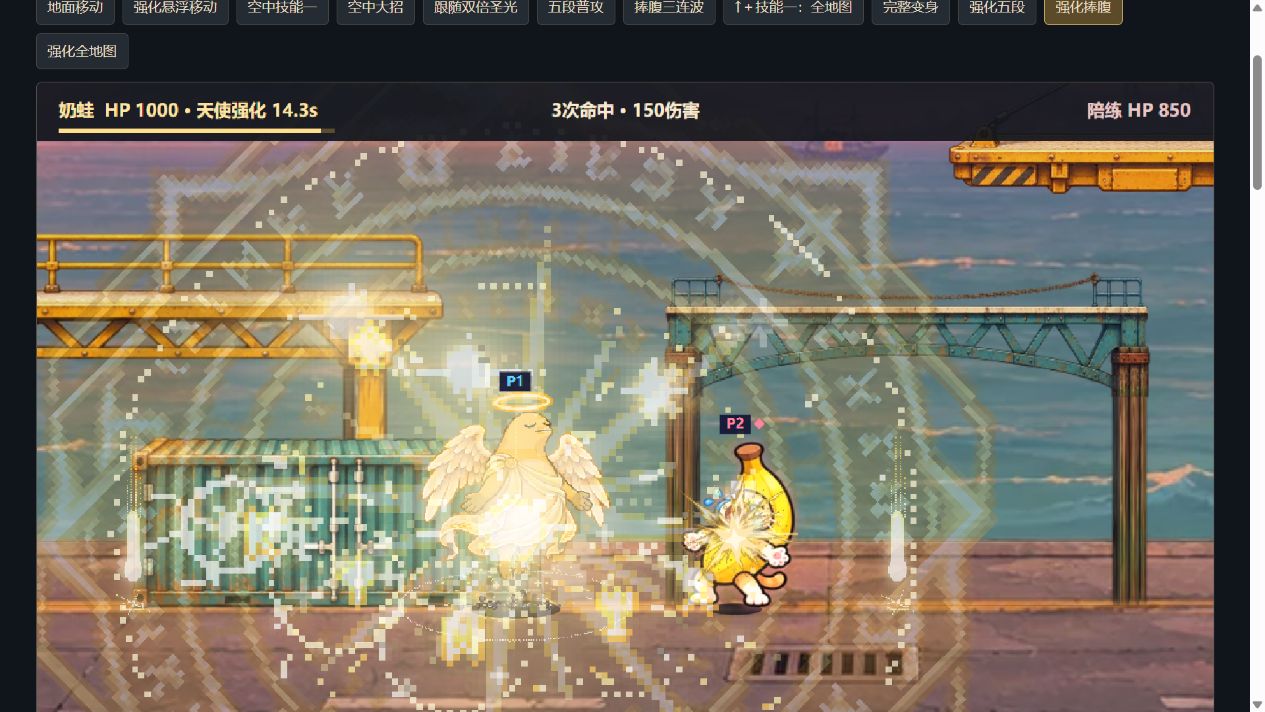 地面移动 强化悬浮移动 空中技能一 空中大招 跟随双倍圣光 五段普攻 捧腹三连波 ↑+技能一：全地图 完整变身 强化五段 强化捧腹
强化全地图
奶蛙 HP 1000 • 天使强化 14.3s 3次命中 • 150伤害 陪练 HP 850
P1
P2